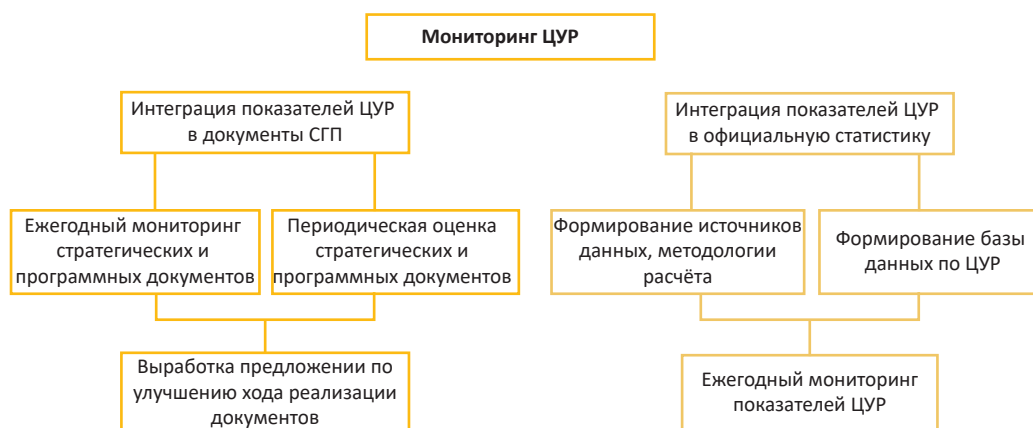 Мониторинг ЦУР
Интеграция показателей ЦУР
в документы СГП
Интеграция показателей ЦУР
в официальную статистику
Ежегодный мониторинг
стратегических и
программных документов
Периодическая оценка
стратегических и
программных документов
Формирование источников
данных, методологии
расчёта
Формирование базы
данных по ЦУР
Выработка предложении по
улучшению хода реализации
документов
Ежегодный мониторинг
показателей ЦУР